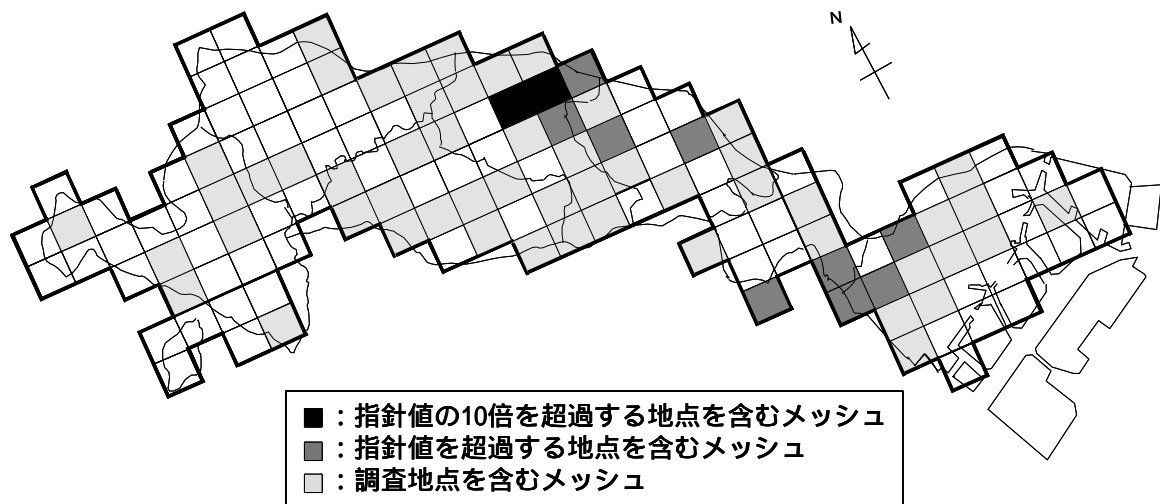 N
■：指針値の10倍を超過する地点を含むメッシュ
■：指針値を超過する地点を含むメッシュ
□：調査地点を含むメッシュ